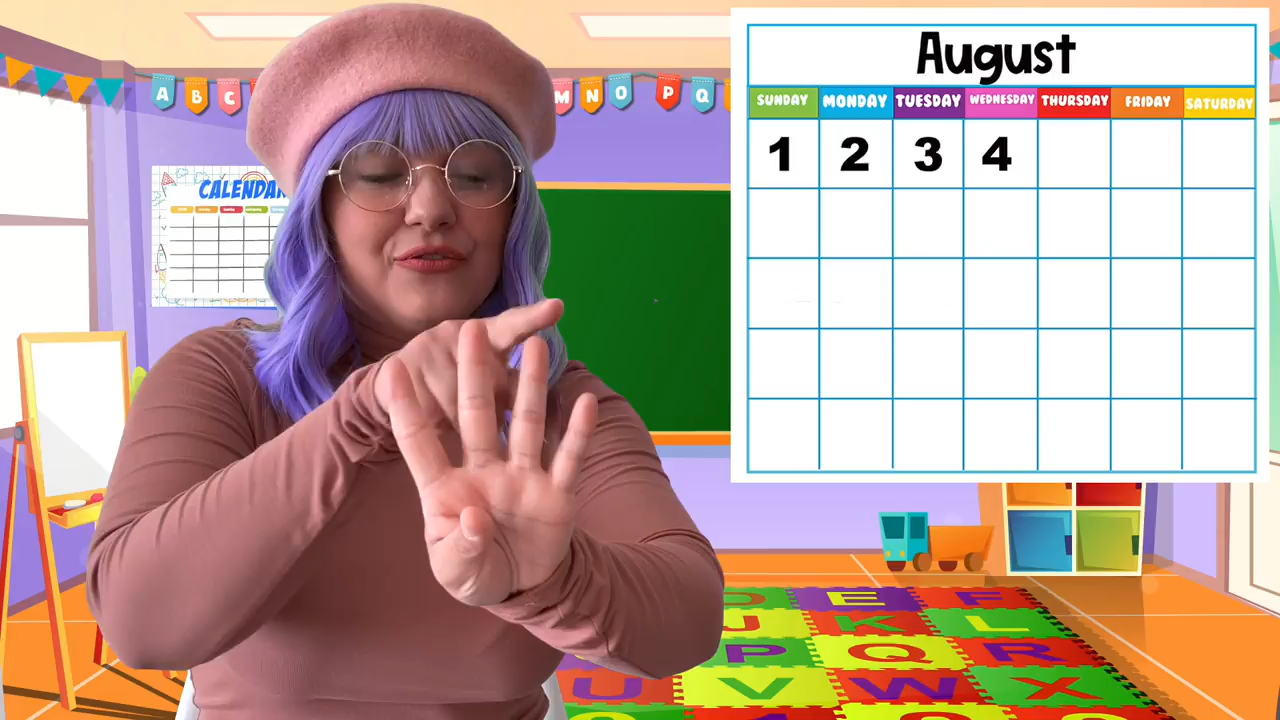 A B C
M N O P Q
CALENDAR
August
SUNDAY MONDAY TUESDAY WEDNESDAY THURSDAY FRIDAY SATURDAY
1 2 3 4
D E F
J K L
P Q R
U V W X